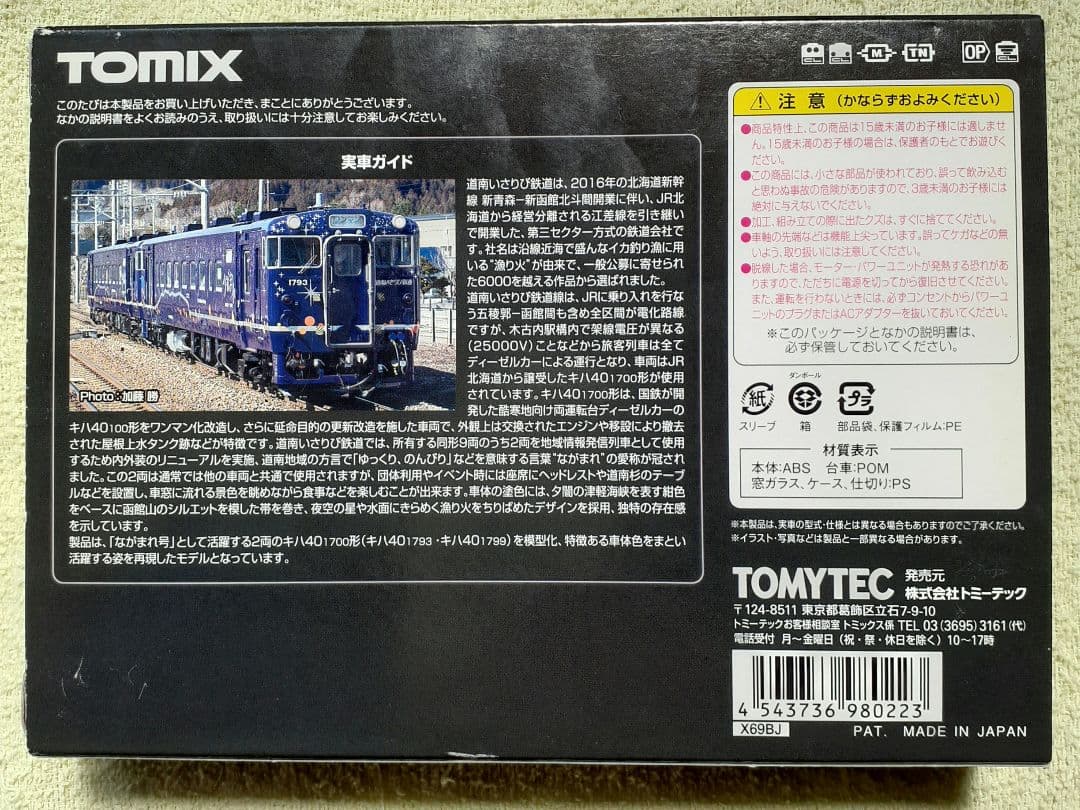 TOMIX
このたびは本製品をお買い上げいただき、まことにありがとうございます。
なかの説明書をよくお読みのうえ、取り扱いには十分注意してお楽しみください。
CL
CL
M
TN
OP
CL
実車ガイド
道南いさりび鉄道は、2016年の北海道新幹
線 新青森ー新函館北斗間開業に伴い、JR北
海道から経営分離される江差線を引き継い
で開業した、第三セクター方式の鉄道会社で
す。社名は沿線近海で盛んなイカ釣り漁に用
いる“漁り火”が由来で、一般公募に寄せられ
た6000を越える作品から選ばれました。
道南いさりび鉄道線は、JRに乗り入れを行な
う五稜郭ー函館間も含め全区間が電化路線
ですが、木古内駅構内で架線電圧が異なる
(25000V)ことなどから旅客列車は全て
ディーゼルカーによる運行となり、車両はJR
北海道から譲受したキハ401700形が使用
されています。キハ401700形は、国鉄が開
発した酷寒地向け両運転台ディーゼルカーの
キハ40100形をワンマン化改造し、さらに延命目的の更新改造を施した車両で、外観上は交換されたエンジンや移設により撤去
された屋根上水タンク跡などが特徴です。道南いさりび鉄道では、所有する同形9両のうち2両を地域情報発信列車として使用
するため内外装のリニューアルを実施、道南地域の方言で「ゆっくり、のんびり」などを意味する言葉“ながまれ”の愛称が冠され
ました。この2両は通常では他の車両と共通で使用されますが、団体利用やイベント時には座席にヘッドレストや道南杉のテーブ
ルなどを設置し、車窓に流れる景色を眺めながら食事などを楽しむことが出来ます。車体の塗色には、夕闇の津軽海峡を表す紺色
をベースに函館山のシルエットを模した帯を巻き、夜空の星や水面にきらめく漁り火をちりばめたデザインを採用、独特の存在感
を示しています。
製品は、「ながまれ号」として活躍する2両のキハ401700形(キハ401793・キハ401799)を模型化、特徴ある車体色をまとい
活躍する姿を再現したモデルとなっています。
ワンマン
1793
道南いさりび鉄道
Photo:加藤 勝
注意(かならずおよみください)
●商品特性上、この商品は15歳未満のお子様には適しませ
ん。15歳未満のお子様の場合は、保護者のもとでお遊びく
ださい。
●この商品には、小さな部品が使われており、誤って飲み込む
と思わぬ事故の危険がありますので、3歳未満のお子様には
絶対に与えないでください。
●加工、組み立ての際に出たクズは、すぐに捨ててください。
●車軸の先端などは機能上尖っています。誤ってケガなどの無
いよう、取り扱いには注意してください。
●脱線した場合、モーター・パワーユニットが発熱する恐れがあり
ますので、ただちに電源を切ってから復旧させてください。
また、運転を行わないときには、必ずコンセントからパワーユ
ニットのプラグまたはACアダプターを抜いておいてください。
※このパッケージとなかの説明書は、
必ず保管しておいてください。
紙
スリーブ
ダンボール
箱
プラ
部品袋、保護フィルム:PE
材質表示
本体:ABS 台車:POM
窓ガラス、ケース、仕切り:PS
※本製品は、実車の型式・仕様とは異なる場合もありますのでご了承ください。
※イラスト・写真などは製品と一部異なる場合があります。
TOMYTEC 発売元
株式会社トミーテック
〒124-8511 東京都葛飾区立石7-9-10
トミーテックお客様相談室 トミックス係 TEL 03(3695)3161(代)
電話受付 月〜金曜日(祝・祭・休日を除く)10〜17時
4 543736 980223
X69BJ
PAT. MADE IN JAPAN